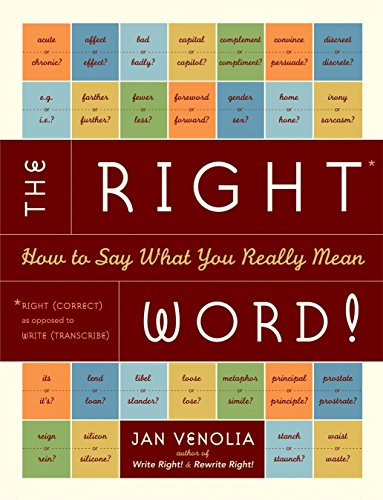 acute or chronic?
affect or effect?
bad or badly?
capital or capitol?
complement or compliment?
convince or persuade?
discreet or discrete?
e.g. or i.e.?
farther or further?
fewer or less?
foreword or forward?
gender or sex?
home or hone?
irony or sarcasm?
THE RIGHT*
How to Say What You Really Mean
*RIGHT (CORRECT)
as opposed to
WRITE (TRANSCRIBE)
WORD!
its or it's?
lend or loan?
libel or slander?
loose or lose?
metaphor or simile?
principal or principle?
prostate or prostrate?
reign or rein?
silicon or silicone?
JAN VENOLIA
author of
Write Right! & Rewrite Right!
stanch or staunch?
waist or waste?